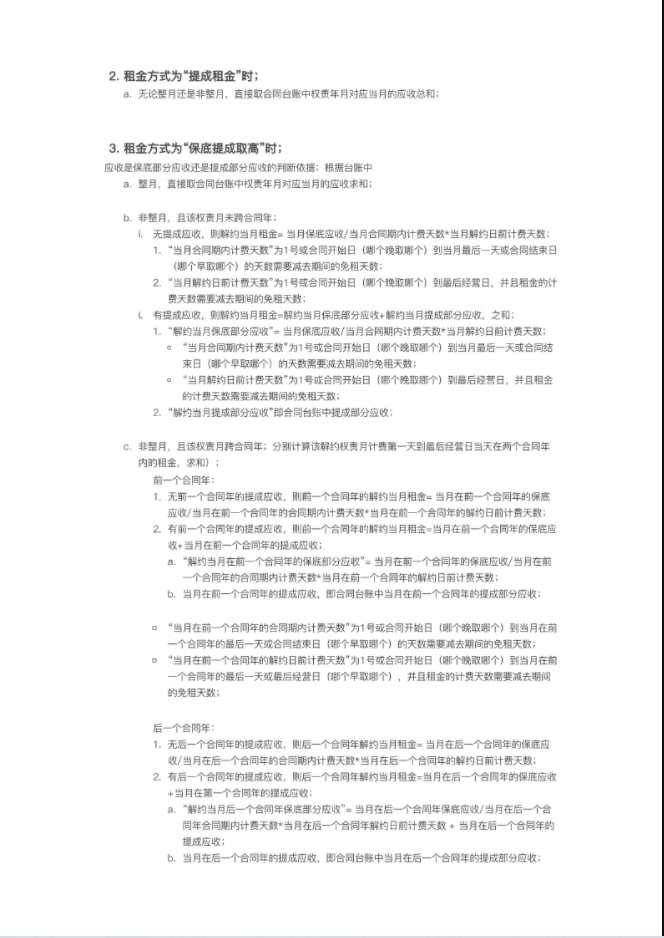 2. 租金方式为“提成租金”时；
a. 无论整月还是非整月，直接取合同台账中权责年月对应当月的应收总和；
3. 租金方式为“保底提成取高”时；
应收是保底部分应收还是提成部分应收的判断依据；根据台账中
a. 整月，直接取合同台账中权责年月对应当月的应收求和；
b. 非整月，且该权责月未跨合同年；
i. 无提成应收，则解约当月租金= 当月保底应收/当月合同期内计费天数*当月解约日前计费天数；
1. “当月合同期内计费天数”为1号或合同开始日（哪个晚取哪个）到当月最后一天或合同结束日
（哪个早取哪个）的天数需要减去期间的免租天数；
2. “当月解约日前计费天数”为1号或合同开始日（哪个晚取哪个）到最后经营日，并且租金的计
费天数需要减去期间的免租天数；
i. 有提成应收，则解约当月租金=解约当月保底部分应收+解约当月提成部分应收，之和；
1. “解约当月保底部分应收”= 当月保底应收/当月合同期内计费天数*当月解约日前计费天数；
◦ “当月合同期内计费天数”为1号或合同开始日（哪个晚取哪个）到当月最后一天或合同结
束日（哪个早取哪个）的天数需要减去期间的免租天数；
◦ “当月解约日前计费天数”为1号或合同开始日（哪个晚取哪个）到最后经营日，并且租金
的计费天数需要减去期间的免租天数；
2. “解约当月提成部分应收”即合同台账中提成部分应收；
c. 非整月，且该权责月跨合同年；分别计算该解约权责月计费第一天到最后经营日当天在两个合同年
内的租金，求和）；
前一个合同年：
1. 无前一个合同年的提成应收，则前一个合同年的解约当月租金= 当月在前一个合同年的保底
应收/当月在前一个合同年的合同期内计费天数*当月在前一个合同年的解约日前计费天数；
2. 有前一个合同年的提成应收，则前一个合同年的解约当月租金=当月在前一个合同年的保底应
收+当月在前一个合同年的提成应收；
a. “解约当月在前一个合同年的保底部分应收”= 当月在前一个合同年的保底应收/当月在前
一个合同年的合同期内计费天数*当月在前一个合同年的解约日前计费天数；
b. 当月在前一个合同年的提成应收，即合同台账中当月在前一个合同年的提成部分应收；
▫ “当月在前一个合同年的合同期内计费天数”为1号或合同开始日（哪个晚取哪个）到当月在前
一个合同年的最后一天或合同结束日（哪个早取哪个）的天数需要减去期间的免租天数；
▫ “当月在前一个合同年的解约日前计费天数”为1号或合同开始日（哪个晚取哪个）到当月在前
一个合同年的最后一天或最后经营日（哪个早取哪个），并且租金的计费天数需要减去期间
的免租天数；
后一个合同年：
1. 无后一个合同年的提成应收，则后一个合同年解约当月租金= 当月在后一个合同年的保底应
收/当月在后一个合同年的合同期内计费天数*当月在后一个合同年的解约日前计费天数；
2. 有后一个合同年的提成应收，则后一个合同年解约当月租金=当月在后一个合同年的保底应收
+当月在第一个合同年的提成应收；
a. “解约当月后一个合同年保底部分应收”= 当月在后一个合同年保底应收/当月在后一个合
同年合同期内计费天数*当月在后一个合同年解约日前计费天数 + 当月在后一个合同年的
提成应收；
b. 当月在后一个合同年的提成应收，即合同台账中当月在后一个合同年的提成部分应收；